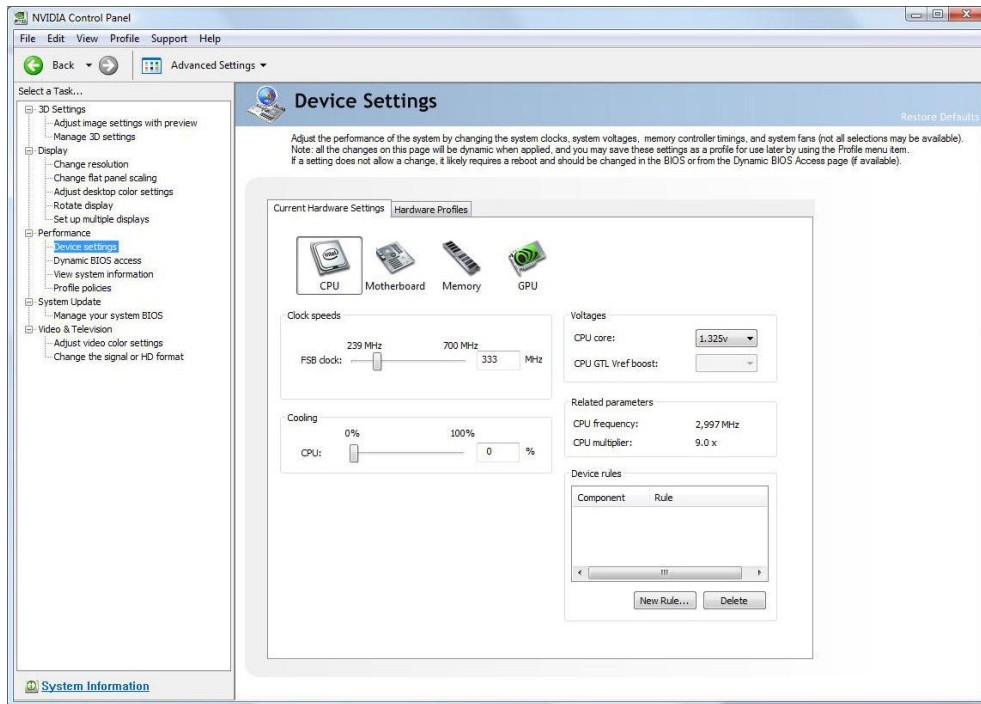 NVIDIA Control Panel
File Edit View Profile Support Help
Back Advanced Settings
Select a Task...
3D Settings
Adjust image settings with preview
Manage 3D settings
Display
Change resolution
Change flat panel scaling
Adjust desktop color settings
Rotate display
Set up multiple displays
Performance
Device settings
Dynamic BIOS access
View system information
Profile policies
System Update
Manage your system BIOS
Video & Television
Adjust video color settings
Change the signal or HD format
System Information
Device Settings
Restore Defaults
Adjust the performance of the system by changing the system clocks, system voltages, memory controller timings, and system fans (not all selections may be available).
Note: all the changes on this page will be dynamic when applied, and you may save these settings as a profile for use later by using the Profile menu item.
If a setting does not allow a change, it likely requires a reboot and should be changed in the BIOS or from the Dynamic BIOS Access page (if available).
Current Hardware Settings Hardware Profiles
intel
CPU Motherboard Memory GPU
Clock speeds
239 MHz 700 MHz
FSB clock: 333 MHz
Cooling
0% 100%
CPU: 0 %
Voltages
CPU core: 1.325v
CPU GTL Vref boost:
Related parameters
CPU frequency: 2,997 MHz
CPU multiplier: 9.0 x
Device rules
Component Rule
New Rule... Delete